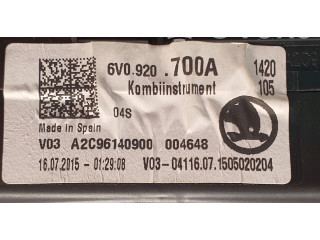 6V0.920 .700A 1420
Kombiinstrument 105
04S
Made in Spain
V03 A2C96140900 004648
16.07.2015 - 01:29:08 V03-04116.07.1505020204